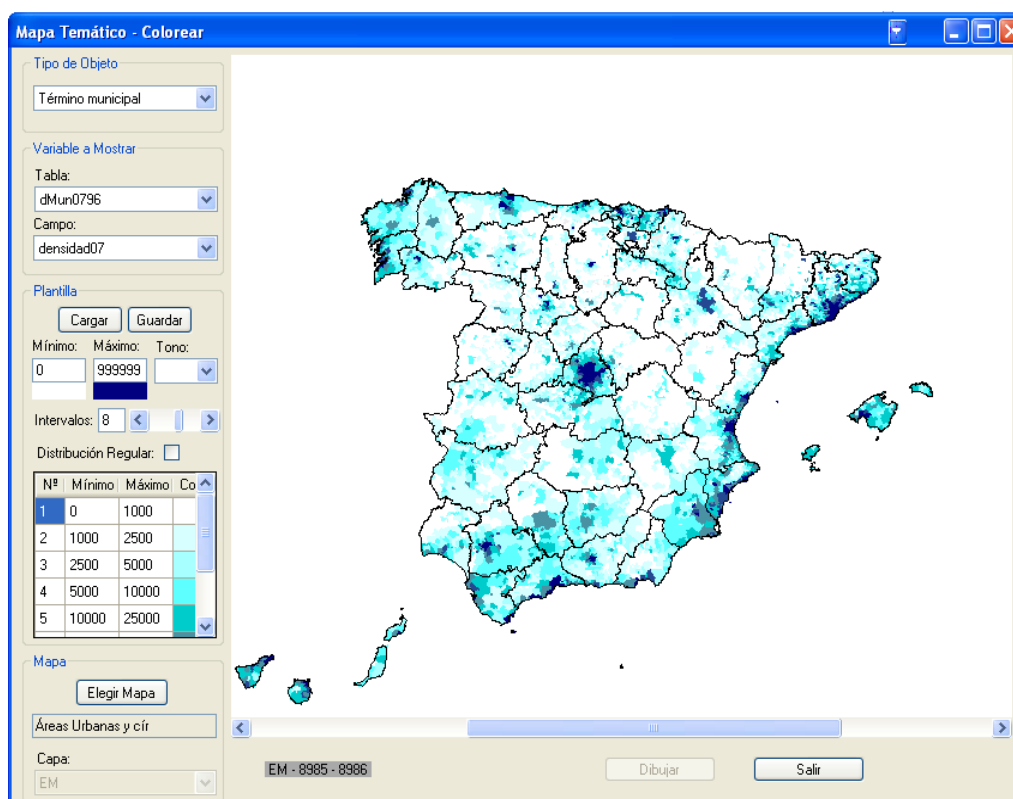 Mapa Temático - Colorear
Tipo de Objeto
Término municipal
Variable a Mostrar
Tabla:
dMun0796
Campo:
densidad07
Plantilla
Cargar Guardar
Mínimo: Máximo: Tono:
0 999999
Intervalos: 8
Distribución Regular:
Nº Mínimo Máximo Co
1 0 1000
2 1000 2500
3 2500 5000
4 5000 10000
5 10000 25000
Mapa
Elegir Mapa
Áreas Urbanas y cír
Capa:
EM
EM - 8985 - 8986
Dibujar
Salir